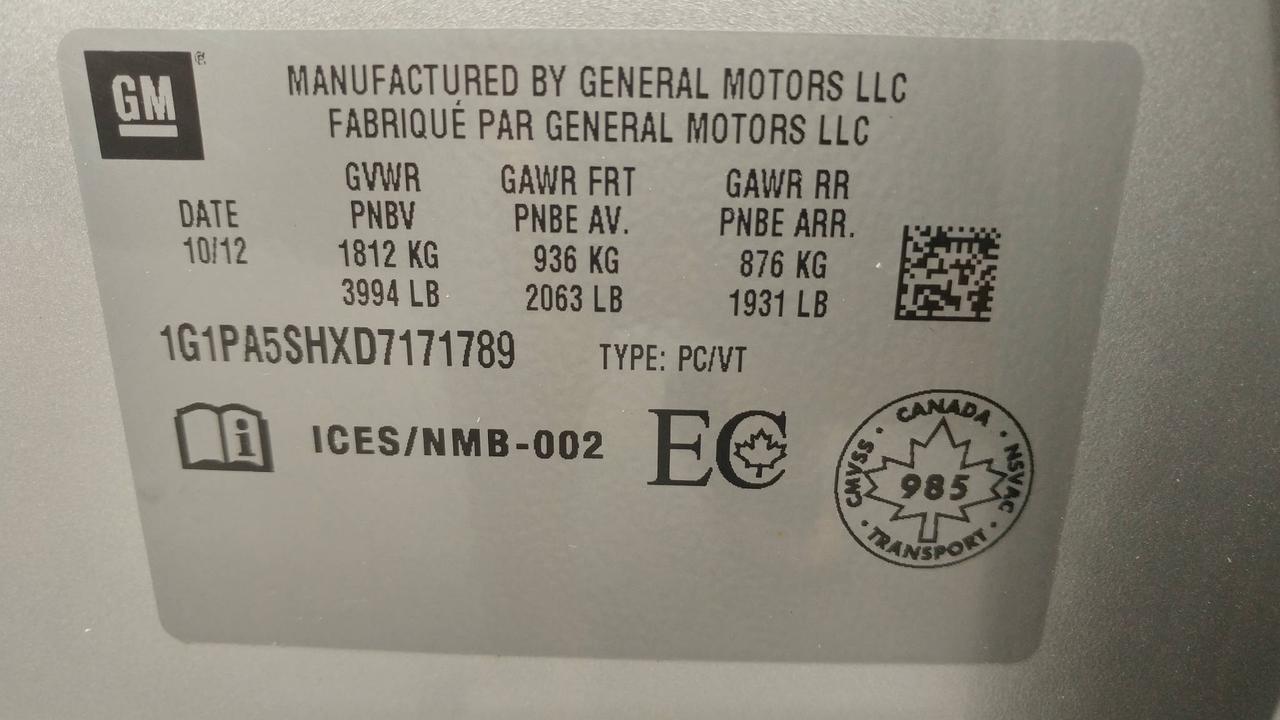 GM ®
MANUFACTURED BY GENERAL MOTORS LLC
FABRIQUÉ PAR GENERAL MOTORS LLC
GVWR GAWR FRT GAWR RR
DATE PNBV PNBE AV. PNBE ARR.
10/12 1812 KG 936 KG 876 KG
3994 LB 2063 LB 1931 LB
1G1PA5SHXD7171789 TYPE: PC/VT
i ICES/NMB-002 EC
CANADA · NSVAC · TRANSPORT · CMVSS ·
985